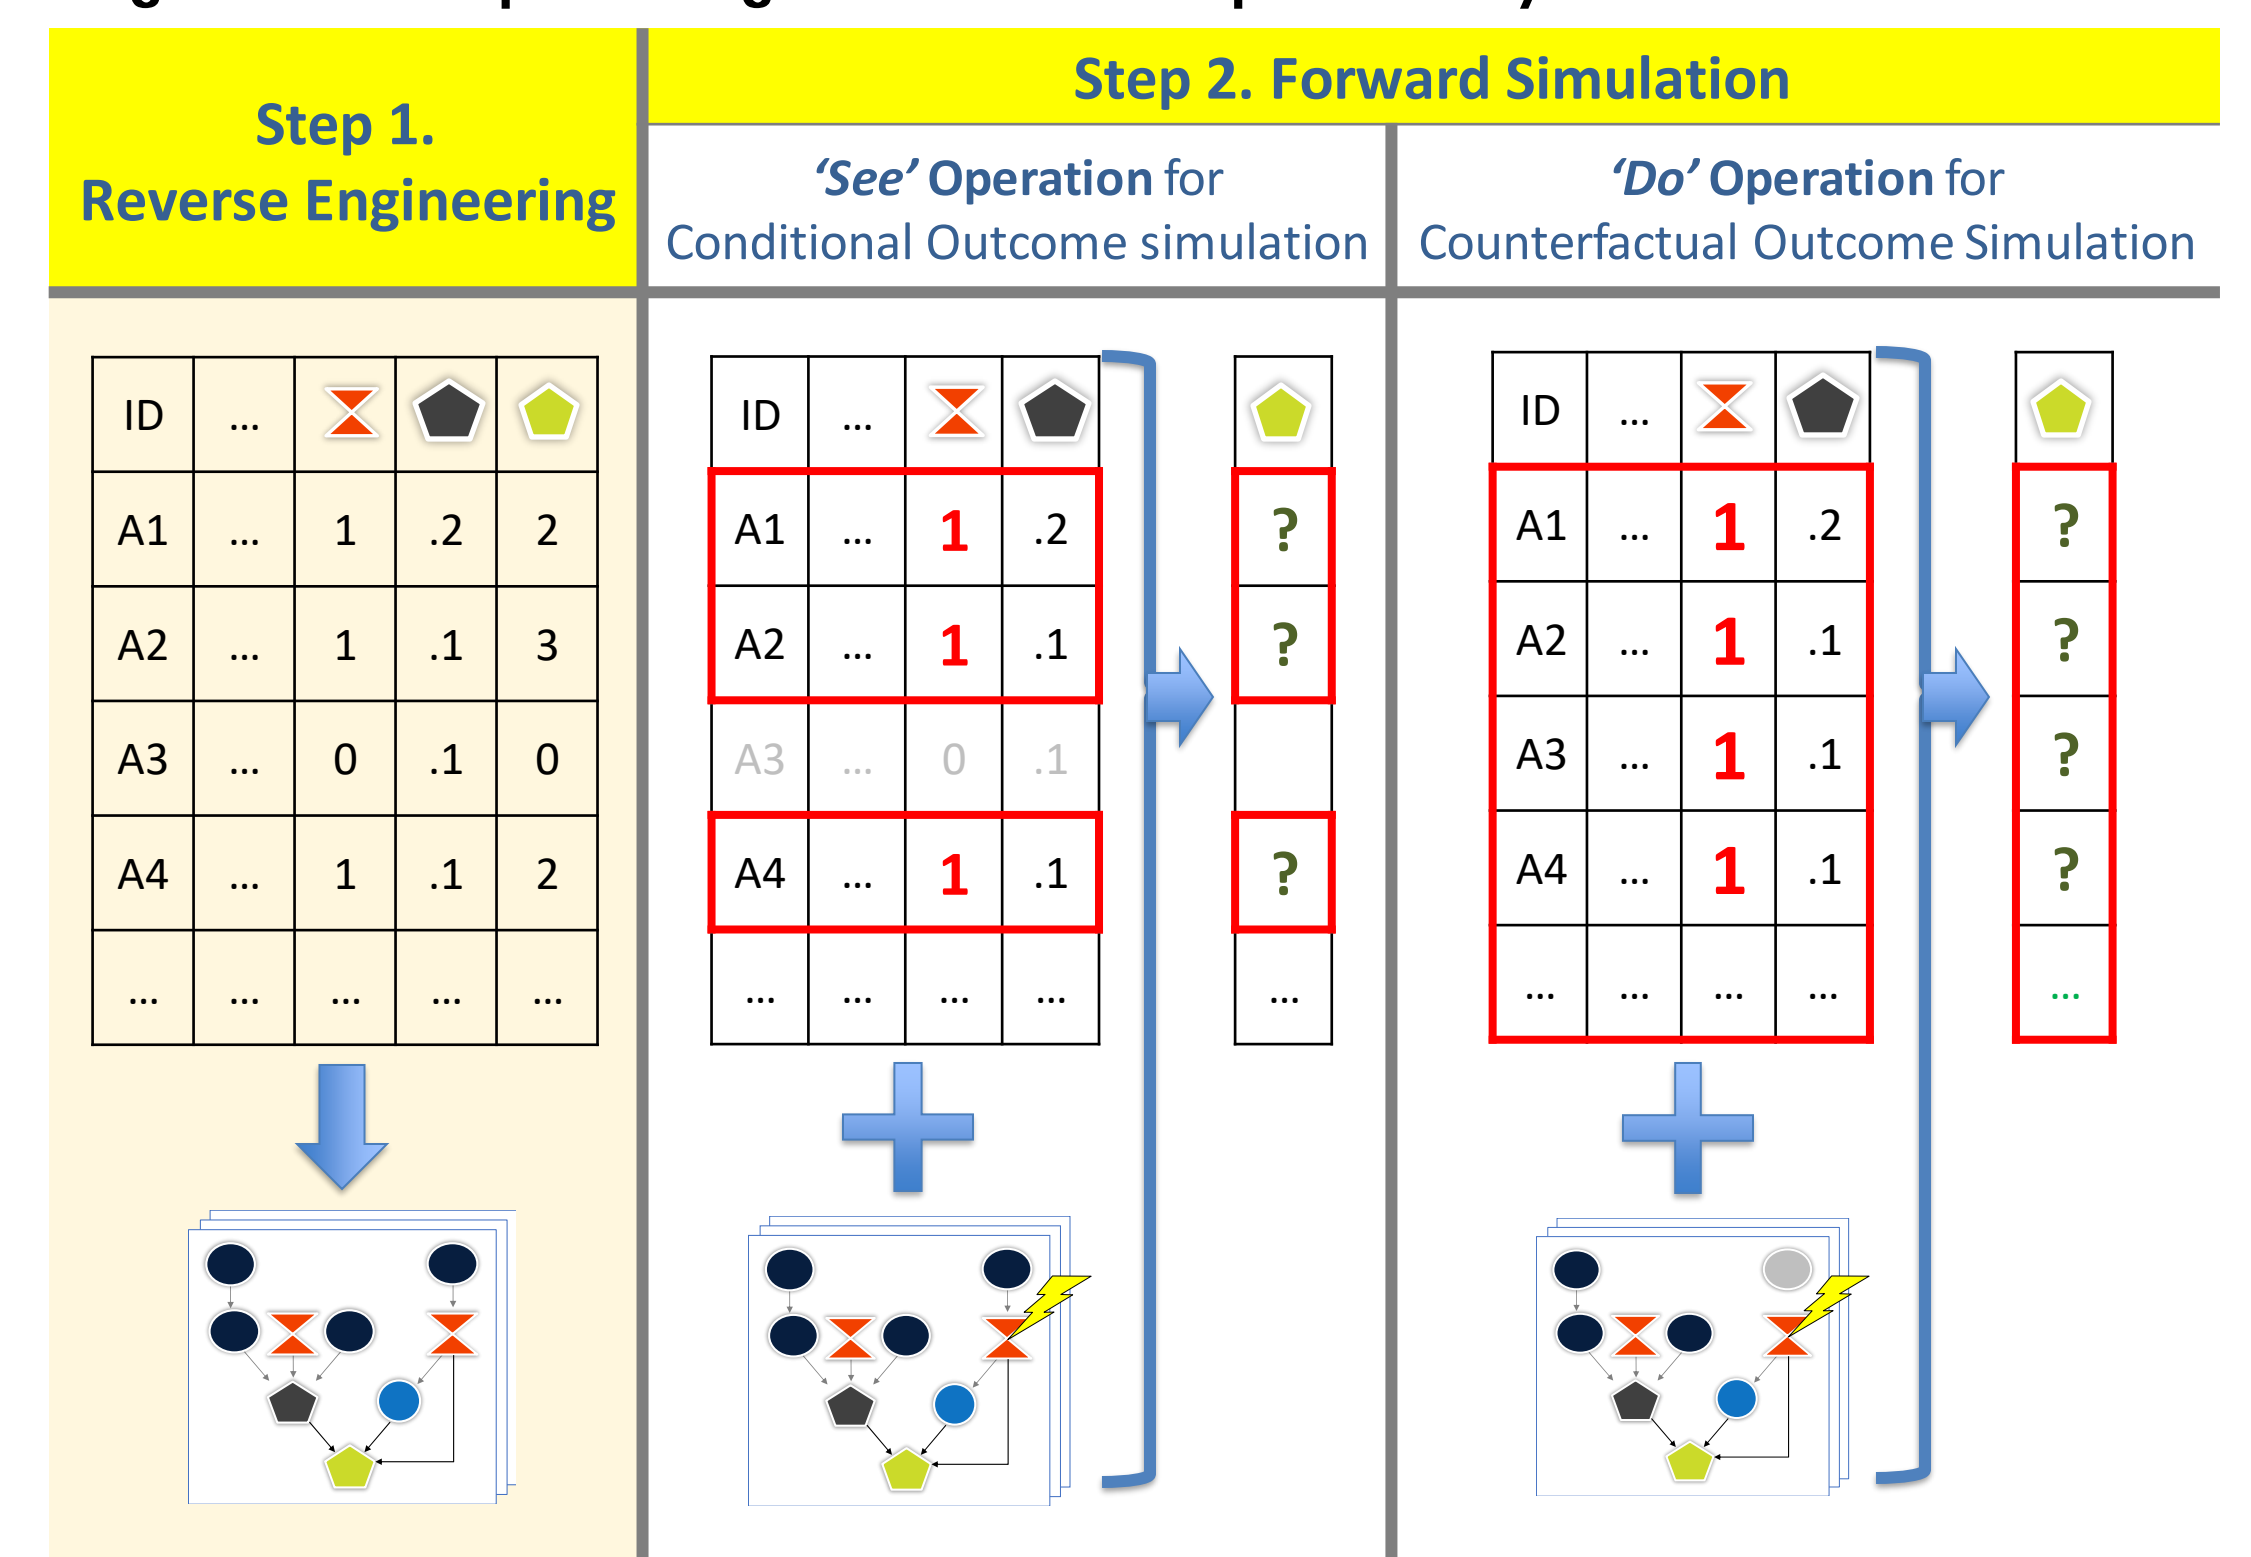 Step 1.
Reverse Engineering
Step 2. Forward Simulation
‘See’ Operation for
Conditional Outcome simulation
‘Do’ Operation for
Counterfactual Outcome Simulation
ID ...
A1 ... 1 .2 2
A2 ... 1 .1 3
A3 ... 0 .1 0
A4 ... 1 .1 2
... ... ... ... ...
ID ...
A1 ... 1 .2 ?
A2 ... 1 .1 ?
A3 ... 0 .1
A4 ... 1 .1 ?
... ... ... ... ...
ID ...
A1 ... 1 .2 ?
A2 ... 1 .1 ?
A3 ... 1 .1 ?
A4 ... 1 .1 ?
... ... ... ... ...